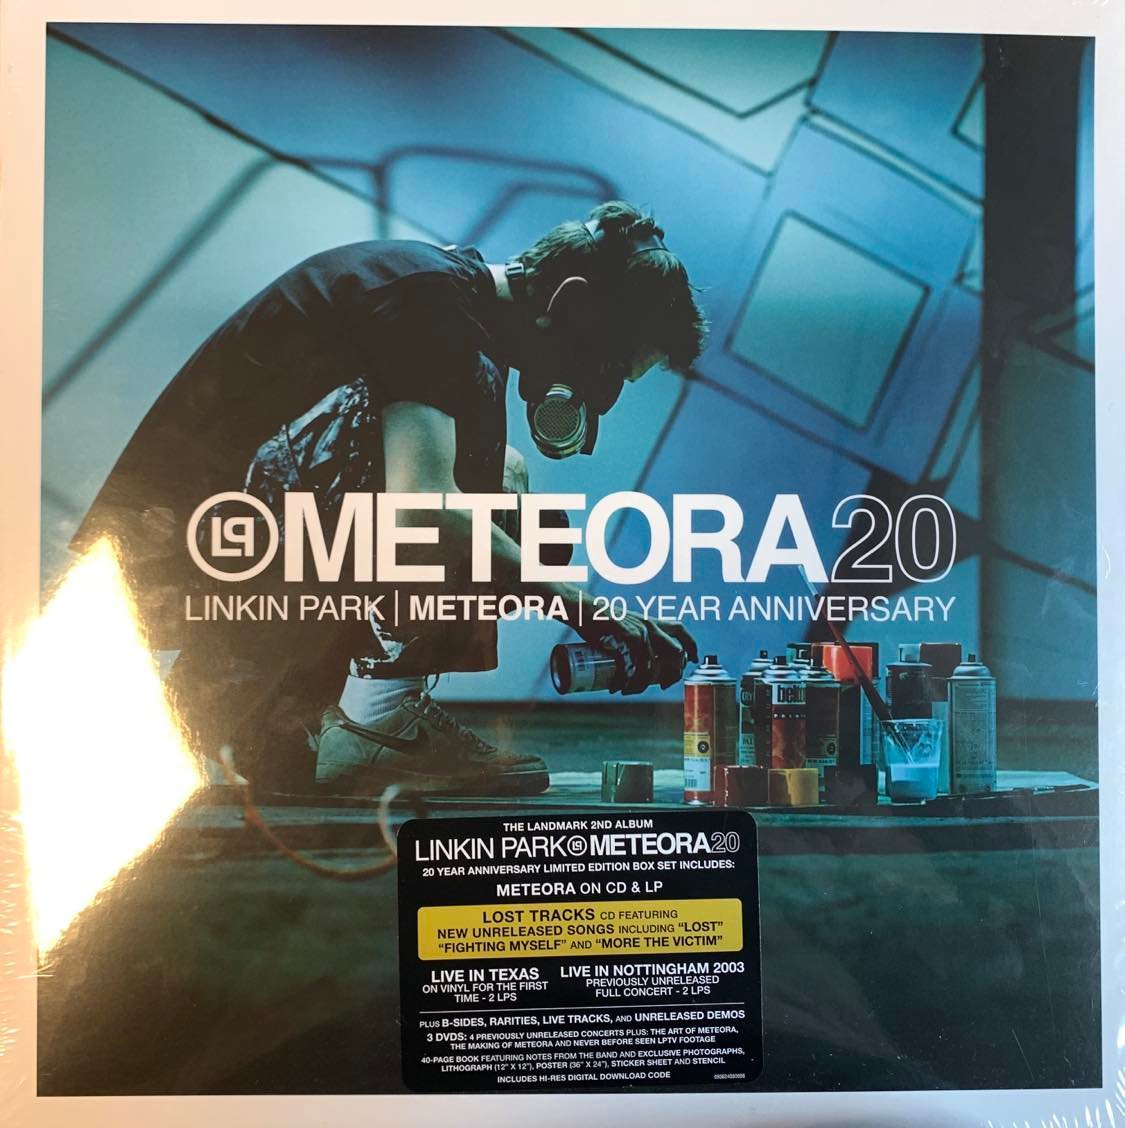 LP METEORA20
LINKIN PARK | METEORA | 20 YEAR ANNIVERSARY
THE LANDMARK 2ND ALBUM
LINKIN PARK LP METEORA20
20 YEAR ANNIVERSARY LIMITED EDITION BOX SET INCLUDES:
METEORA ON CD & LP
LOST TRACKS CD FEATURING
NEW UNRELEASED SONGS INCLUDING "LOST"
"FIGHTING MYSELF" AND "MORE THE VICTIM"
LIVE IN TEXAS
ON VINYL FOR THE FIRST
TIME - 2 LPS
LIVE IN NOTTINGHAM 2003
PREVIOUSLY UNRELEASED
FULL CONCERT - 2 LPS
PLUS B-SIDES, RARITIES, LIVE TRACKS, AND UNRELEASED DEMOS
3 DVDS: 4 PREVIOUSLY UNRELEASED CONCERTS PLUS: THE ART OF METEORA,
THE MAKING OF METEORA AND NEVER BEFORE SEEN LPTV FOOTAGE
40-PAGE BOOK FEATURING NOTES FROM THE BAND AND EXCLUSIVE PHOTOGRAPHS,
LITHOGRAPH (12" X 12"), POSTER (36" X 24"), STICKER SHEET AND STENCIL
INCLUDES HI-RES DIGITAL DOWNLOAD CODE